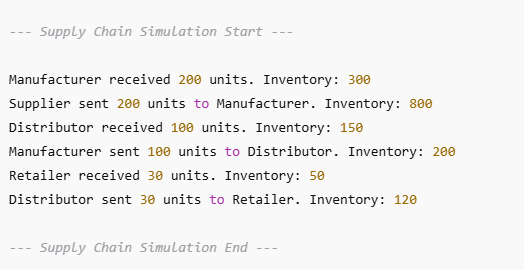 --- Supply Chain Simulation Start ---
Manufacturer received 200 units. Inventory: 300
Supplier sent 200 units to Manufacturer. Inventory: 800
Distributor received 100 units. Inventory: 150
Manufacturer sent 100 units to Distributor. Inventory: 200
Retailer received 30 units. Inventory: 50
Distributor sent 30 units to Retailer. Inventory: 120
--- Supply Chain Simulation End ---